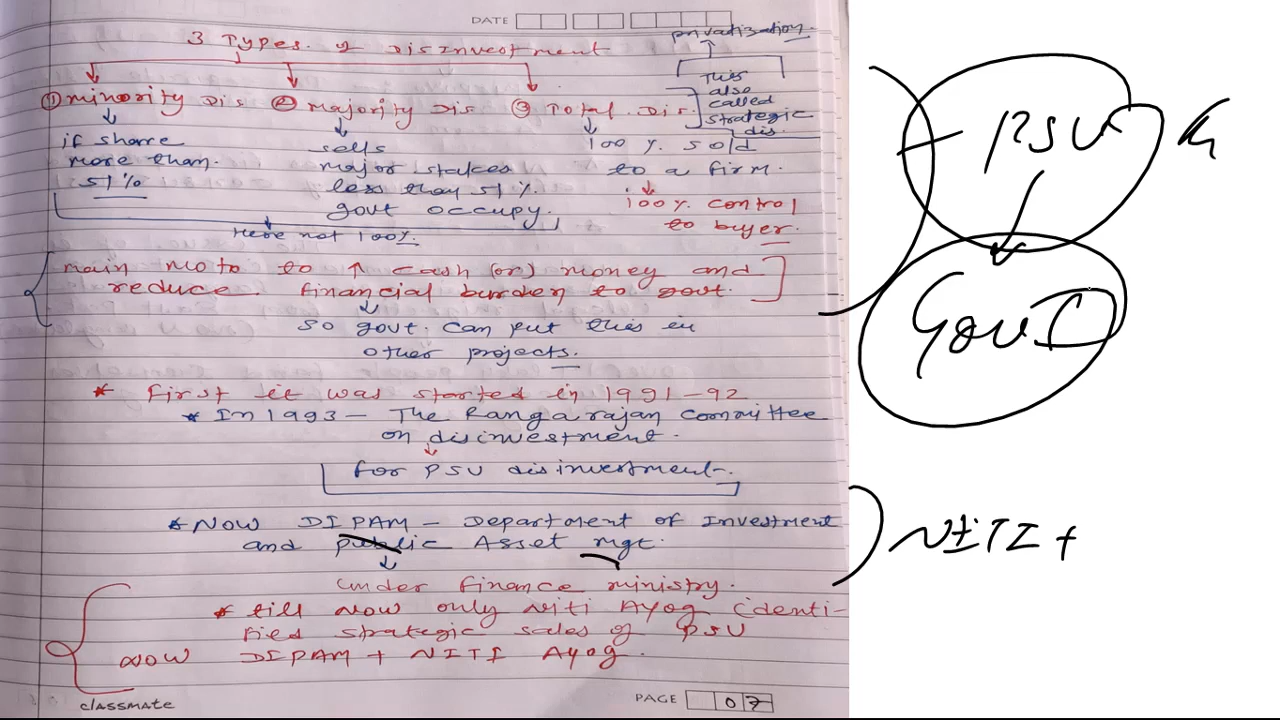 DATE
privatization.
3 Types of Disinvestment
① minority Dis ② majority Dis ③ Total Dis.
This
also
called
strategic
dis.
if share
more than
51%
sells
major stakes
less than 51%.
govt occupy.
100 % sold
to a firm.
100% control
to buyer.
Here not 100%.
main moto to ↑ cash (or) money and
reduce financial burden to govt.
so govt. can put this in
other projects.
* First it was started in 1991-92
* In 1993 - The Rangarajan committee
on disinvestment.
for PSU disinvestment.
* Now DIPAM - Department of Investment
and public Asset mgt.
under finance ministry.
* till now only niti Ayog identi-
fied strategic sales of PSU
now DIPAM + NITI Ayog.
classmate
PAGE 07
PSU
GOVT
NITI +